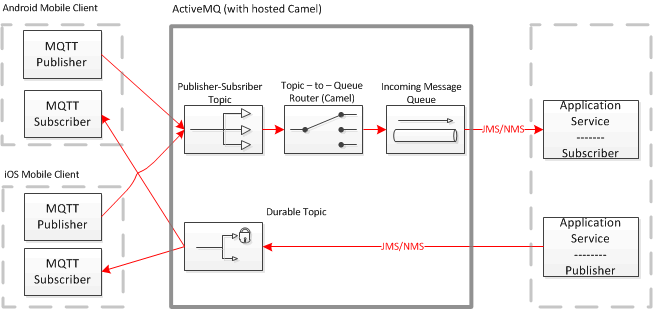 Android Mobile Client
ActiveMQ (with hosted Camel)
MQTT
Publisher
MQTT
Subscriber
iOS Mobile Client
MQTT
Publisher
MQTT
Subscriber
Publisher-Subsriber
Topic
Topic – to – Queue
Router (Camel)
Incoming Message
Queue
JMS/NMS
Durable Topic
JMS/NMS
Application
Service
-------
Subscriber
Application
Service
--------
Publisher